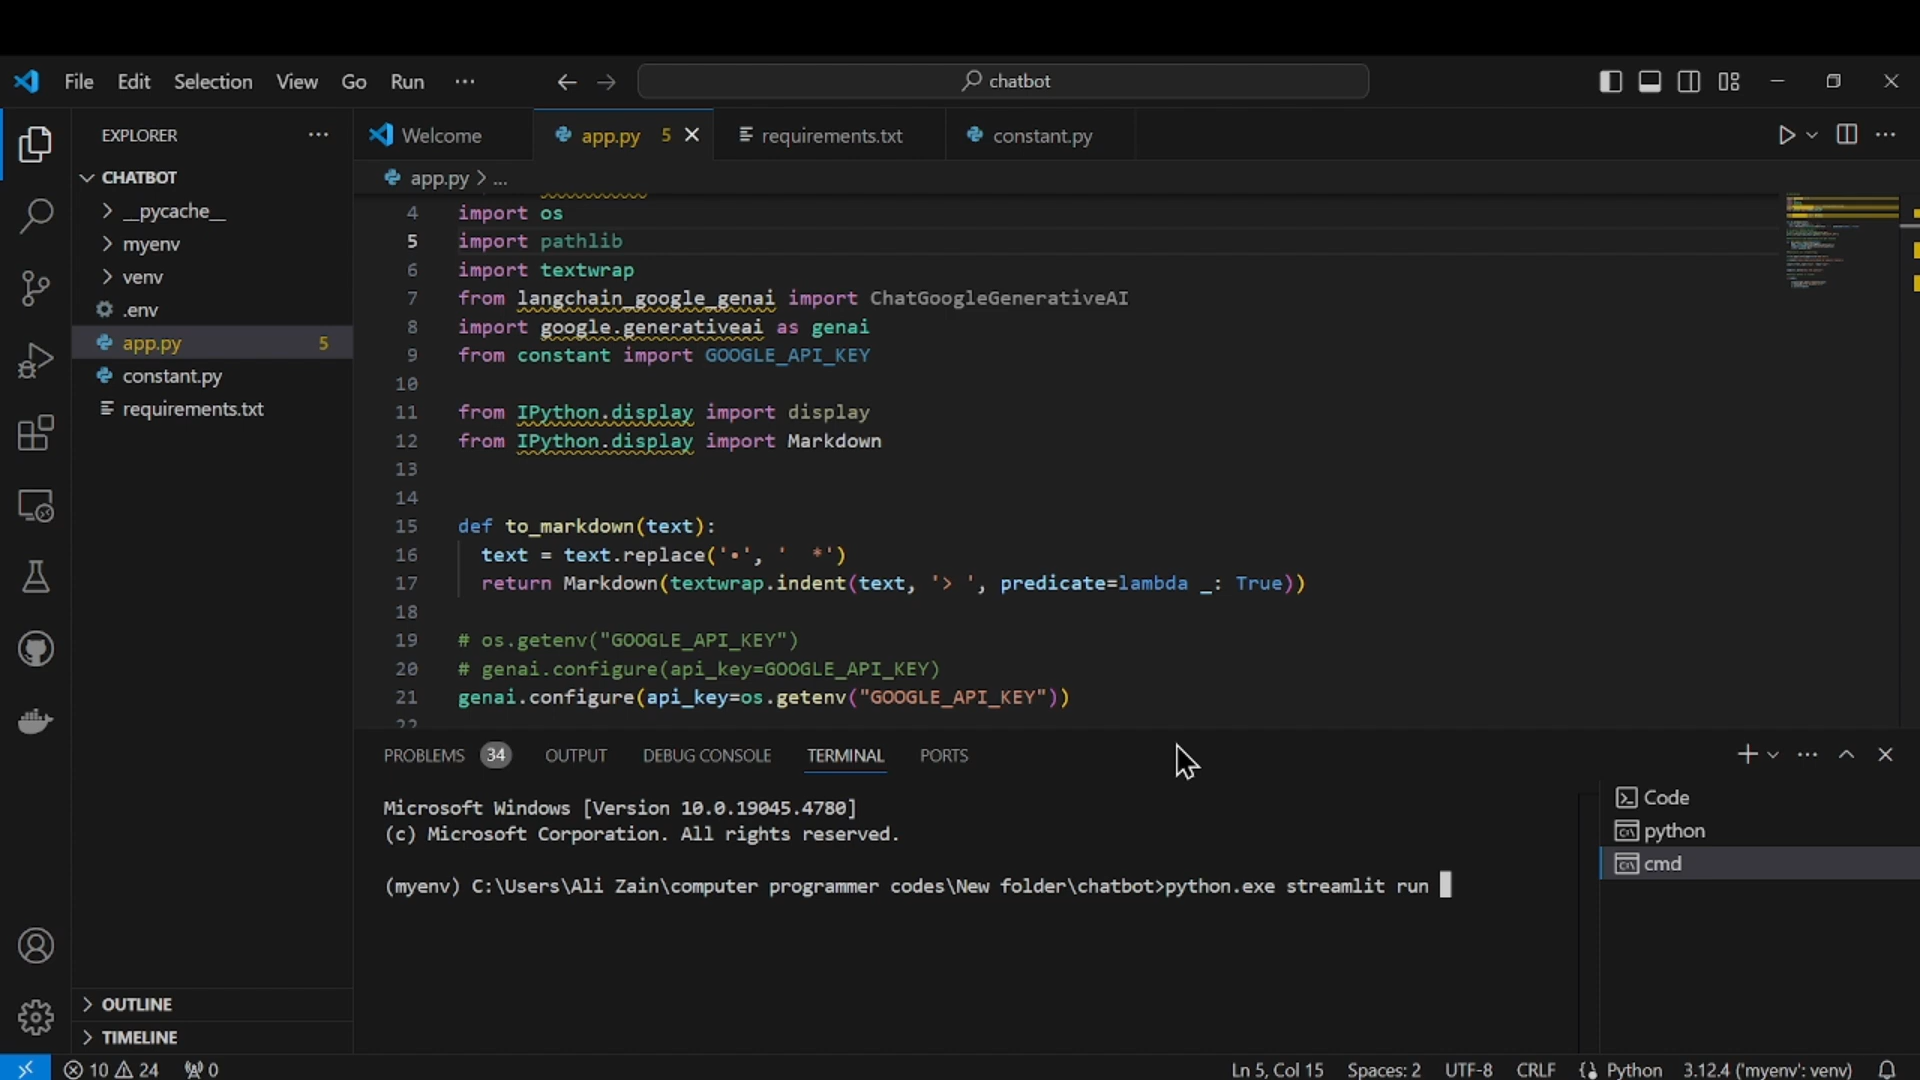 File Edit Selection View Go Run ··· chatbot
EXPLORER ···
Welcome
app.py 5
requirements.txt
constant.py
CHATBOT
app.py > ...
__pycache__
myenv
venv
.env
app.py 5
constant.py
requirements.txt
4 import os
5 import pathlib
6 import textwrap
7 from langchain_google_genai import ChatGoogleGenerativeAI
8 import google.generativeai as genai
9 from constant import GOOGLE_API_KEY
10
11 from IPython.display import display
12 from IPython.display import Markdown
13
14
15 def to_markdown(text):
16 text = text.replace('•', '  *')
17 return Markdown(textwrap.indent(text, '> ', predicate=lambda _: True))
18
19 # os.getenv("GOOGLE_API_KEY")
20 # genai.configure(api_key=GOOGLE_API_KEY)
21 genai.configure(api_key=os.getenv("GOOGLE_API_KEY"))
22
PROBLEMS 34 OUTPUT DEBUG CONSOLE TERMINAL PORTS
Microsoft Windows [Version 10.0.19045.4780]
(c) Microsoft Corporation. All rights reserved.
(myenv) C:\Users\Ali Zain\computer programmer codes\New folder\chatbot>python.exe streamlit run
Code
python
cmd
OUTLINE
TIMELINE
10 24 0 Ln 5, Col 15 Spaces: 2 UTF-8 CRLF Python 3.12.4 ('myenv': venv)